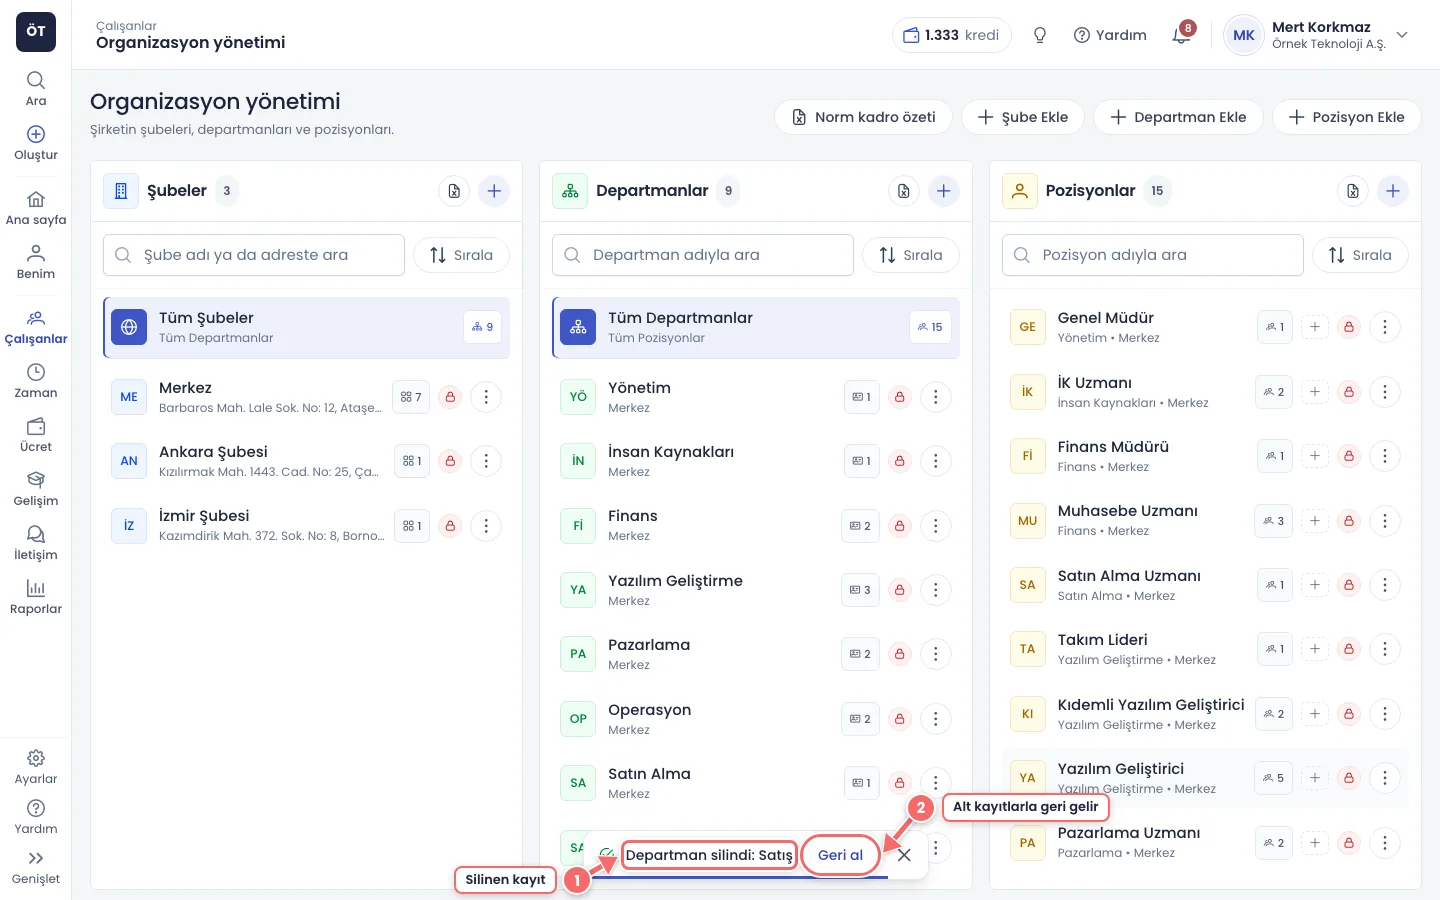 ÖT
Ara
Oluştur
Ana sayfa
Benim
Çalışanlar
Zaman
Ücret
Gelişim
İletişim
Raporlar
Ayarlar
Yardım
Genişlet
Çalışanlar
Organizasyon yönetimi
1.333 kredi
Yardım
8
MK
Mert Korkmaz
Örnek Teknoloji A.Ş.
Organizasyon yönetimi
Şirketin şubeleri, departmanları ve pozisyonları.
Norm kadro özeti
Şube Ekle
Departman Ekle
Pozisyon Ekle
Şubeler 3
Şube adı ya da adreste ara
Sırala
Tüm Şubeler
Tüm Departmanlar
9
ME
Merkez
Barbaros Mah. Lale Sok. No: 12, Ataşe...
7
AN
Ankara Şubesi
Kızılırmak Mah. 1443. Cad. No: 25, Ça...
1
İZ
İzmir Şubesi
Kazımdirik Mah. 372. Sok. No: 8, Borno...
1
Departmanlar 9
Departman adıyla ara
Sırala
Tüm Departmanlar
Tüm Pozisyonlar
15
YÖ
Yönetim
Merkez
1
İN
İnsan Kaynakları
Merkez
1
Fİ
Finans
Merkez
2
YA
Yazılım Geliştirme
Merkez
3
PA
Pazarlama
Merkez
2
OP
Operasyon
Merkez
2
SA
Satın Alma
Merkez
1
SA
Departman silindi: Satış
Geri al
Silinen kayıt
1
2
Alt kayıtlarla geri gelir
Pozisyonlar 15
Pozisyon adıyla ara
Sırala
GE
Genel Müdür
Yönetim • Merkez
1
İK
İK Uzmanı
İnsan Kaynakları • Merkez
2
Fİ
Finans Müdürü
Finans • Merkez
1
MU
Muhasebe Uzmanı
Finans • Merkez
3
SA
Satın Alma Uzmanı
Satın Alma • Merkez
1
TA
Takım Lideri
Yazılım Geliştirme • Merkez
1
KI
Kıdemli Yazılım Geliştirici
Yazılım Geliştirme • Merkez
2
YA
Yazılım Geliştirici
Yazılım Geliştirme • Merkez
5
PA
Pazarlama Uzmanı
Pazarlama • Merkez
2